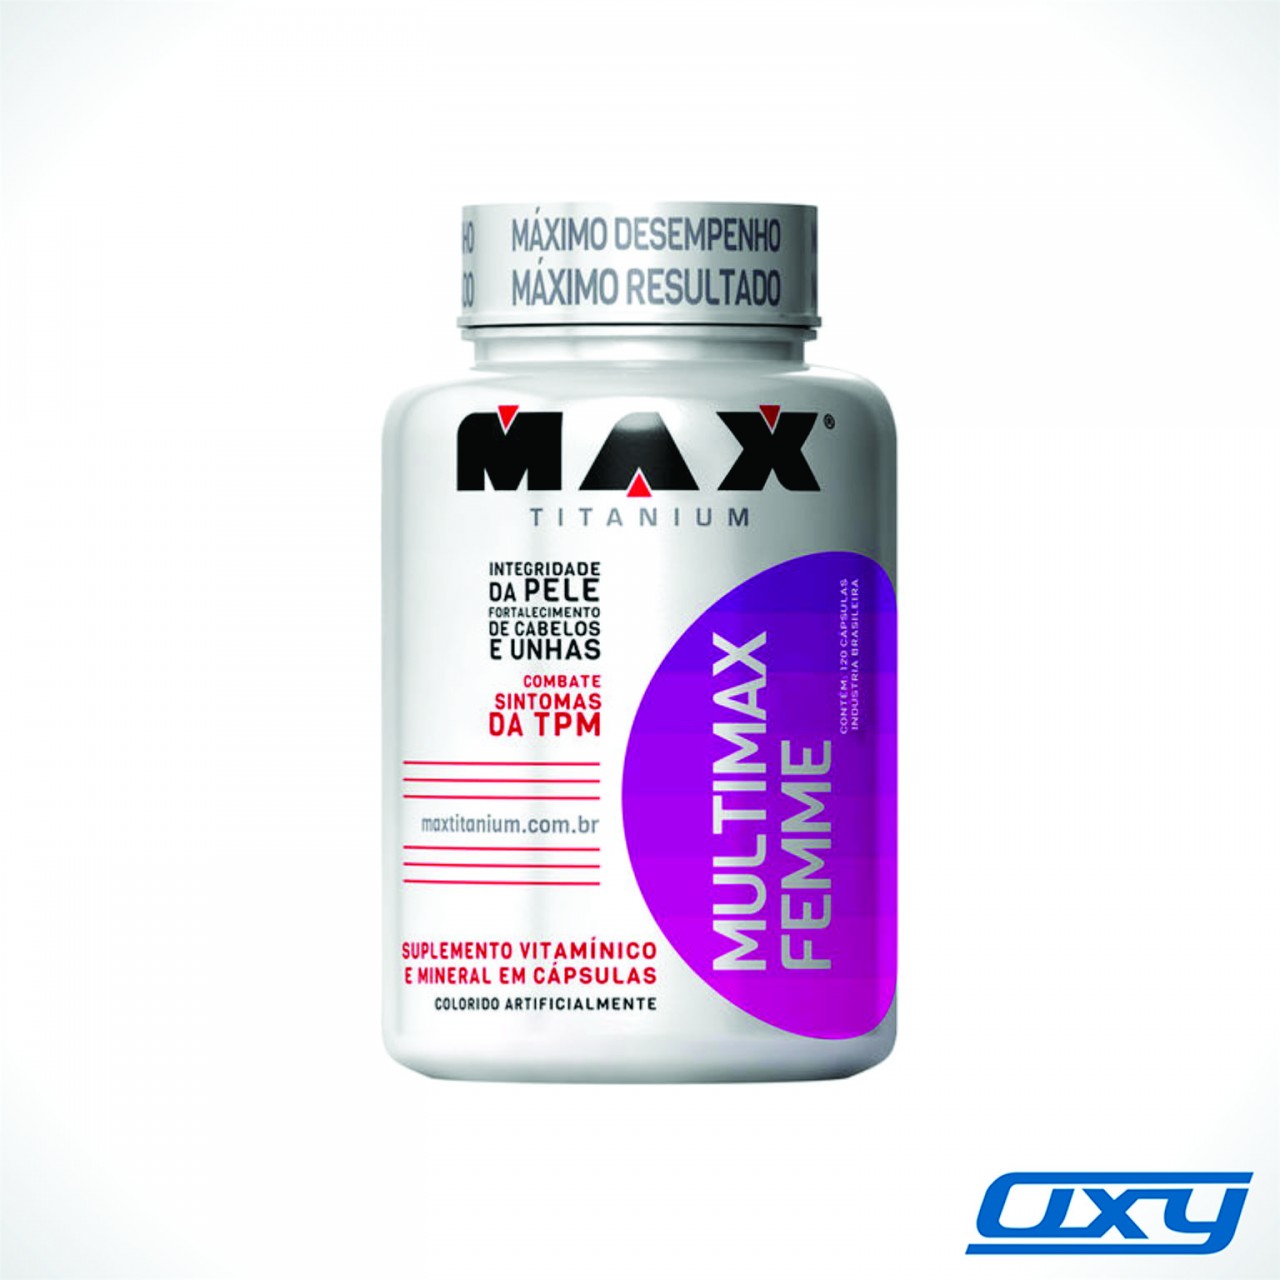 MÁXIMO DESEMPENHO
MÁXIMO RESULTADO
MAX®
TITANIUM
INTEGRIDADE
DA PELE
FORTALECIMENTO
DE CABELOS
E UNHAS
COMBATE
SINTOMAS
DA TPM
maxtitanium.com.br
SUPLEMENTO VITAMÍNICO
E MINERAL EM CÁPSULAS
COLORIDO ARTIFICIALMENTE
MULTIMAX
FEMME
CONTÉM: 120 CÁPSULAS
INDÚSTRIA BRASILEIRA
oxy